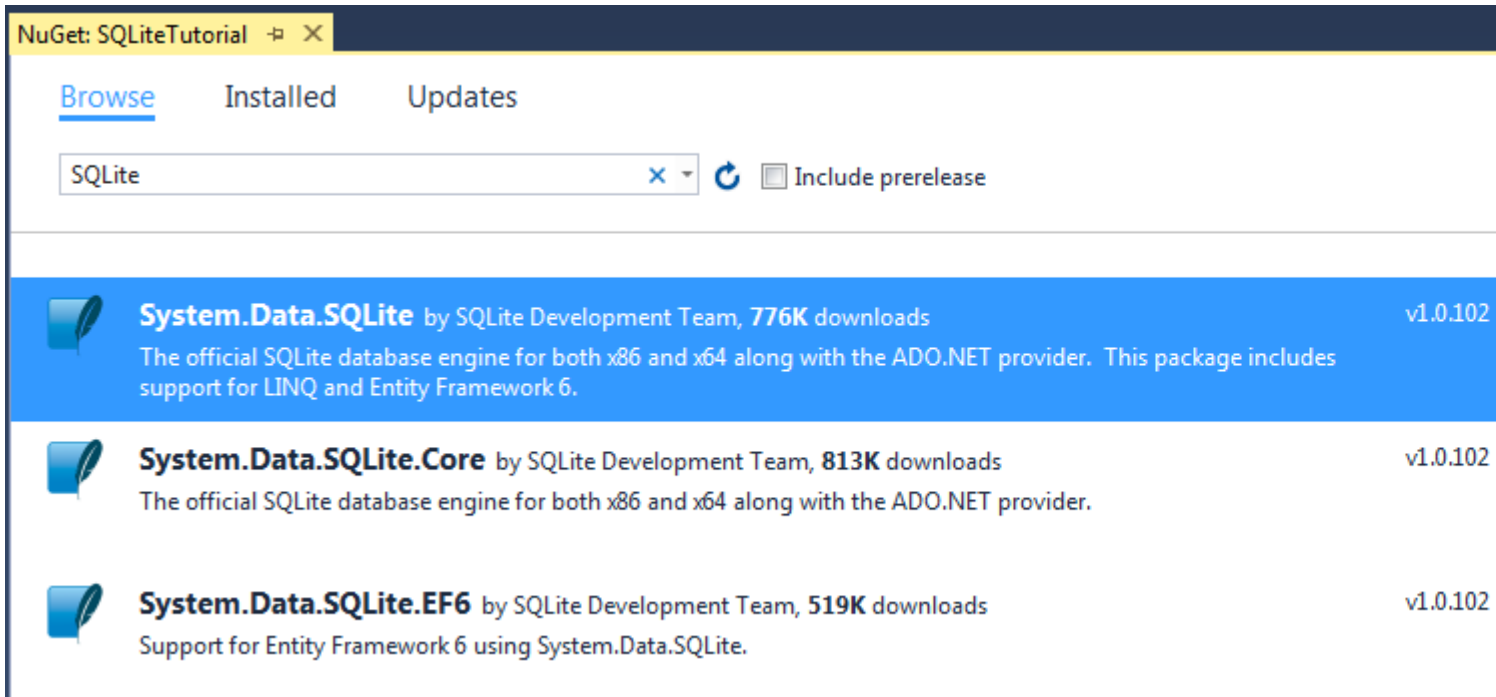 NuGet: SQLiteTutorial
Browse Installed Updates
SQLite Include prerelease
System.Data.SQLite by SQLite Development Team, 776K downloads v1.0.102
The official SQLite database engine for both x86 and x64 along with the ADO.NET provider. This package includes
support for LINQ and Entity Framework 6.
System.Data.SQLite.Core by SQLite Development Team, 813K downloads v1.0.102
The official SQLite database engine for both x86 and x64 along with the ADO.NET provider.
System.Data.SQLite.EF6 by SQLite Development Team, 519K downloads v1.0.102
Support for Entity Framework 6 using System.Data.SQLite.